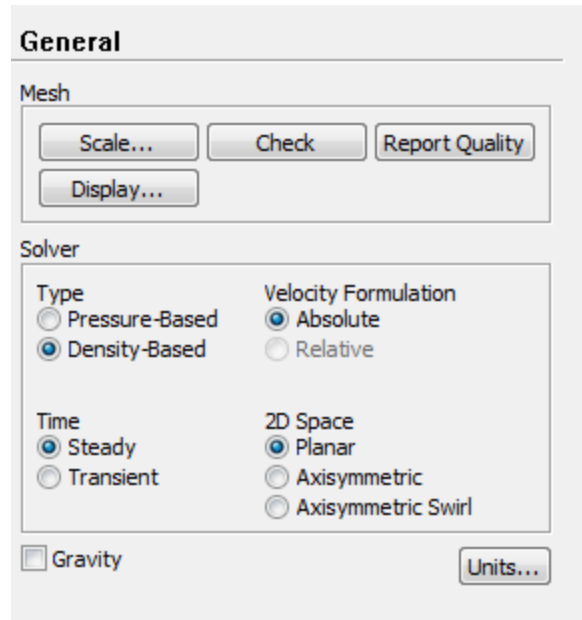 General
Mesh
Scale... Check Report Quality
Display...
Solver
Type Velocity Formulation
Pressure-Based Absolute
Density-Based Relative
Time 2D Space
Steady Planar
Transient Axisymmetric
Axisymmetric Swirl
Gravity Units...